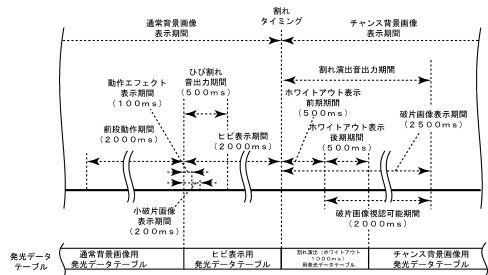 通常背景画像
表示期間
割れ
タイミング
チャンス背景画像
表示期間
ひび割れ
音出力期間
(500ms)
割れ演出音出力期間
動作エフェクト
表示期間
(100ms)
ホワイトアウト表示
前期期間
(500ms)
破片画像表示期間
(2500ms)
前段動作期間
(2000ms)
ヒビ表示期間
(2000ms)
ホワイトアウト表示
後期期間
(500ms)
小破片画像
表示期間
(200ms)
破片画像視認可能期間
(2000ms)
発光データ
テーブル
通常背景画像用
発光データテーブル
ヒビ表示用
発光データテーブル
割れ演出(ホワイトアウト
1000ms)
用発光データテーブル
チャンス背景画像用
発光データテーブル